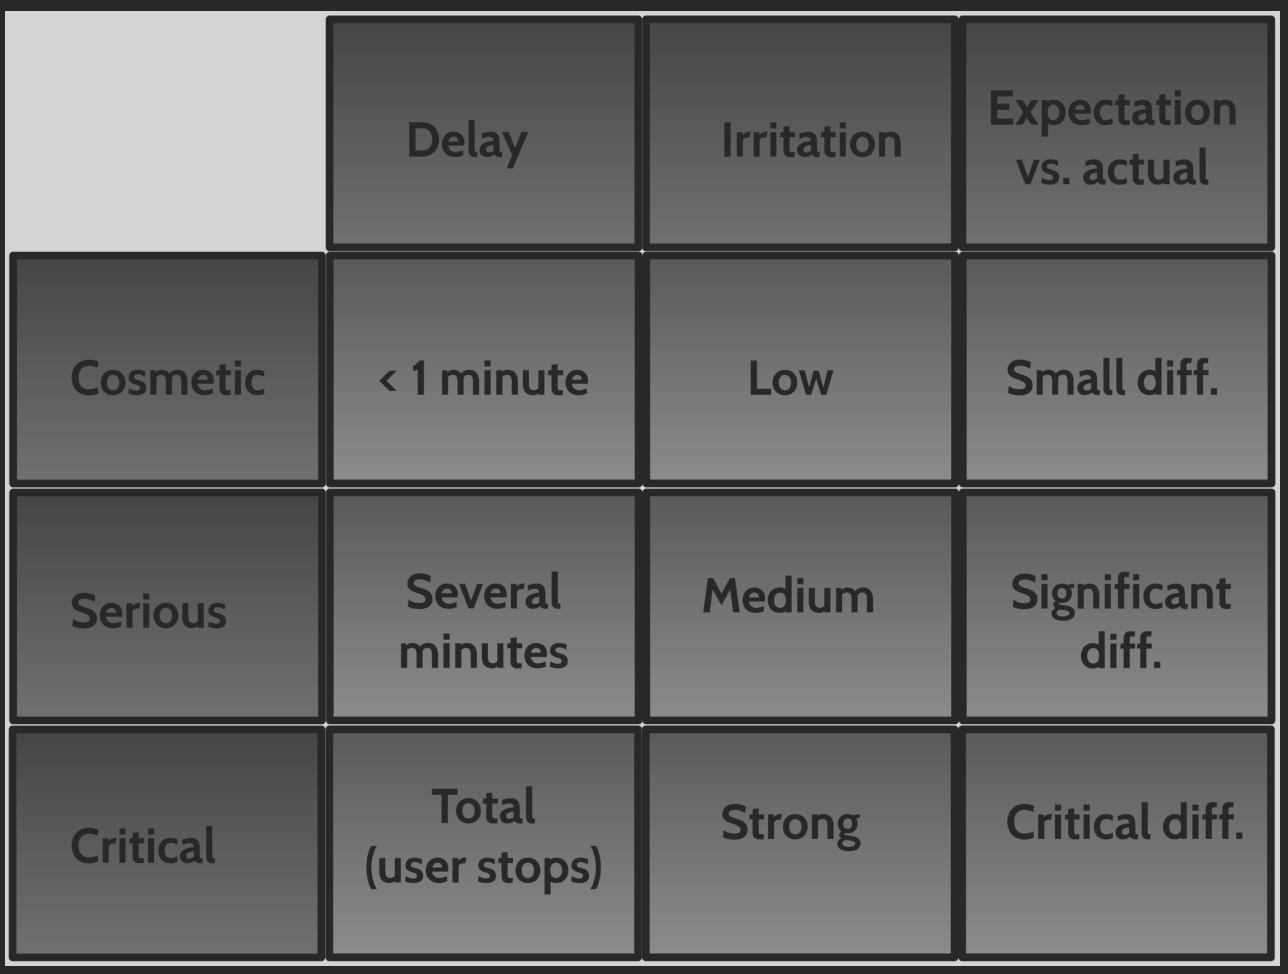 Delay
Irritation
Expectation
vs. actual
Cosmetic
< 1 minute
Low
Small diff.
Serious
Several
minutes
Medium
Significant
diff.
Critical
Total
(user stops)
Strong
Critical diff.